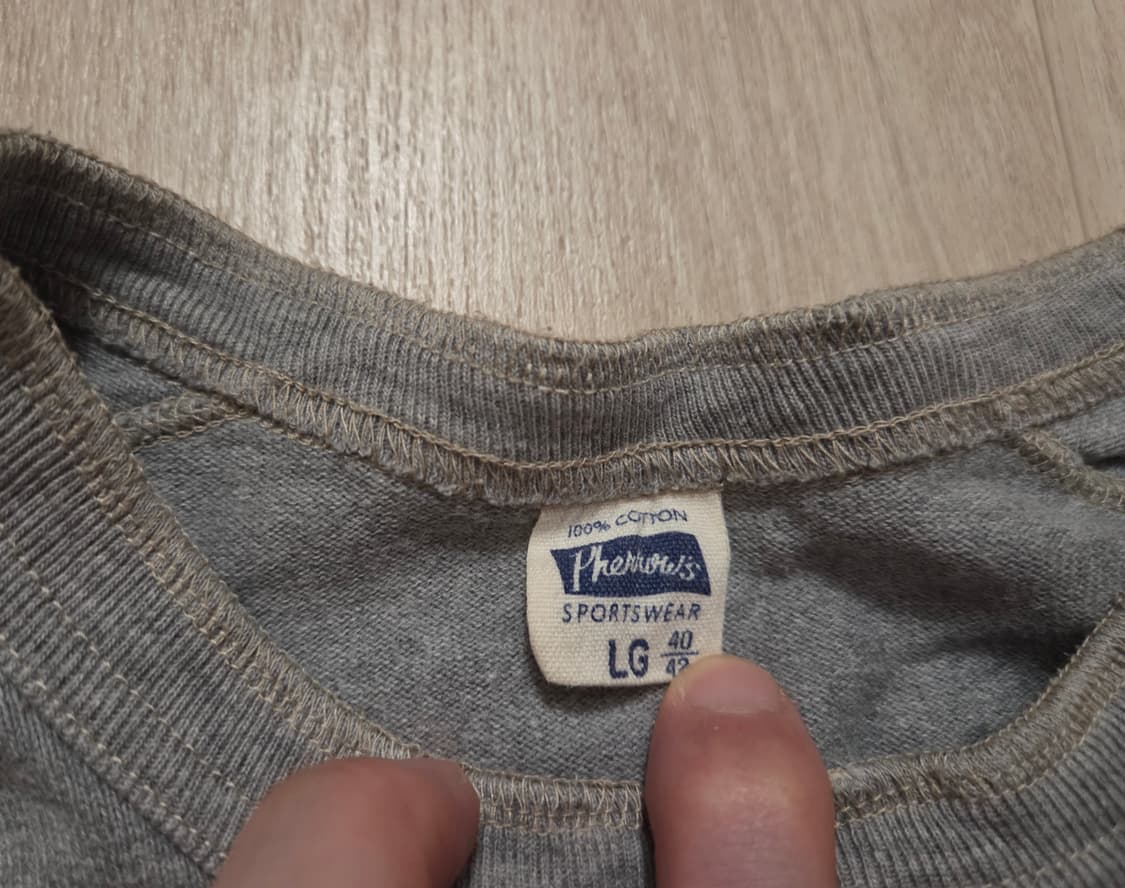 100% COTTON
Pherrow's
SPORTSWEAR
LG 40
42